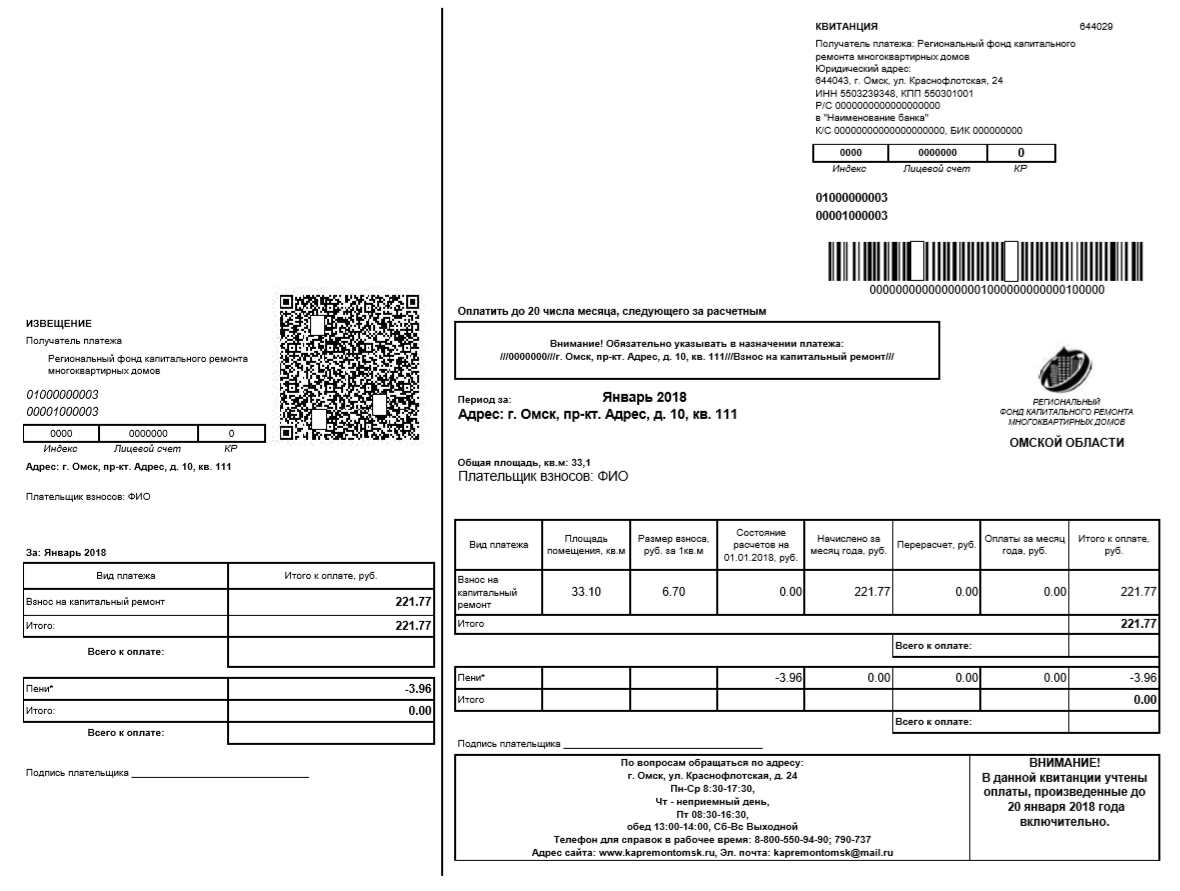 ИЗВЕЩЕНИЕ
Получатель платежа
Региональный фонд капитального ремонта
многоквартирных домов
01000000003
00001000003
0000 0000000 0
Индекс Лицевой счет КР
Адрес: г. Омск, пр-кт. Адрес, д. 10, кв. 111
Плательщик взносов: ФИО
За: Январь 2018
Вид платежа Итого к оплате, руб.
Взнос на капитальный ремонт 221.77
Итого: 221.77
Всего к оплате:
Пени* -3.96
Итого: 0.00
Всего к оплате:
Подпись плательщика
КВИТАНЦИЯ 644029
Получатель платежа: Региональный фонд капитального
ремонта многоквартирных домов
Юридический адрес:
644043, г. Омск, ул. Краснофлотская, 24
ИНН 5503239348, КПП 550301001
Р/С 00000000000000000000
в "Наименование банка"
К/С 00000000000000000000, БИК 000000000
0000 0000000 0
Индекс Лицевой счет КР
01000000003
00001000003
Оплатить до 20 числа месяца, следующего за расчетным
Внимание! Обязательно указывать в назначении платежа:
///0000000///г. Омск, пр-кт. Адрес, д. 10, кв. 111///Взнос на капитальный ремонт///
Период за: Январь 2018
Адрес: г. Омск, пр-кт. Адрес, д. 10, кв. 111
РЕГИОНАЛЬНЫЙ
ФОНД КАПИТАЛЬНОГО РЕМОНТА
МНОГОКВАРТИРНЫХ ДОМОВ
ОМСКОЙ ОБЛАСТИ
Общая площадь, кв.м: 33,1
Плательщик взносов: ФИО
Вид платежа Площадь помещения, кв.м Размер взноса, руб. за 1кв.м Состояние расчетов на 01.01.2018, руб. Начислено за месяц года, руб. Перерасчет, руб. Оплаты за месяц года, руб. Итого к оплате, руб.
Взнос на капитальный ремонт 33.10 6.70 0.00 221.77 0.00 0.00 221.77
Итого 221.77
Всего к оплате:
Пени* -3.96 0.00 0.00 0.00 -3.96
Итого 0.00
Всего к оплате:
Подпись плательщика
По вопросам обращаться по адресу:
г. Омск, ул. Краснофлотская, д. 24
Пн-Ср 8:30-17:30,
Чт - неприемный день,
Пт 08:30-16:30,
обед 13:00-14:00, Сб-Вс Выходной
Телефон для справок в рабочее время: 8-800-550-94-90; 790-737
Адрес сайта: www.kapremontomsk.ru, Эл. почта: kapremontomsk@mail.ru
ВНИМАНИЕ!
В данной квитанции учтены
оплаты, произведенные до
20 января 2018 года
включительно.